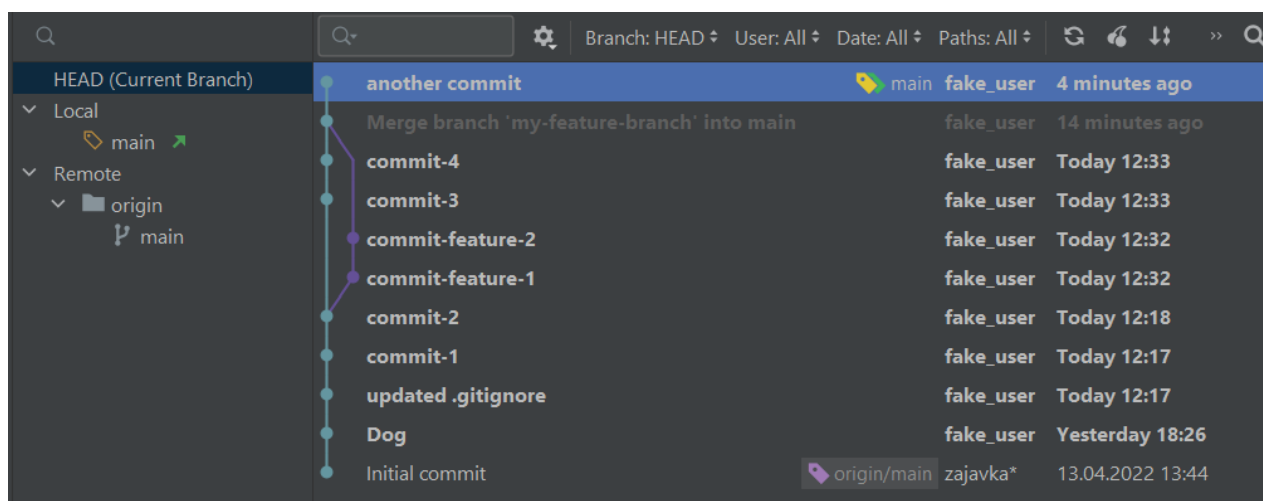 Branch: HEAD User: All Date: All Paths: All »
HEAD (Current Branch)
Local
main
Remote
origin
main
another commit main fake_user 4 minutes ago
Merge branch 'my-feature-branch' into main fake_user 14 minutes ago
commit-4 fake_user Today 12:33
commit-3 fake_user Today 12:33
commit-feature-2 fake_user Today 12:32
commit-feature-1 fake_user Today 12:32
commit-2 fake_user Today 12:18
commit-1 fake_user Today 12:17
updated .gitignore fake_user Today 12:17
Dog fake_user Yesterday 18:26
Initial commit origin/main zajavka* 13.04.2022 13:44